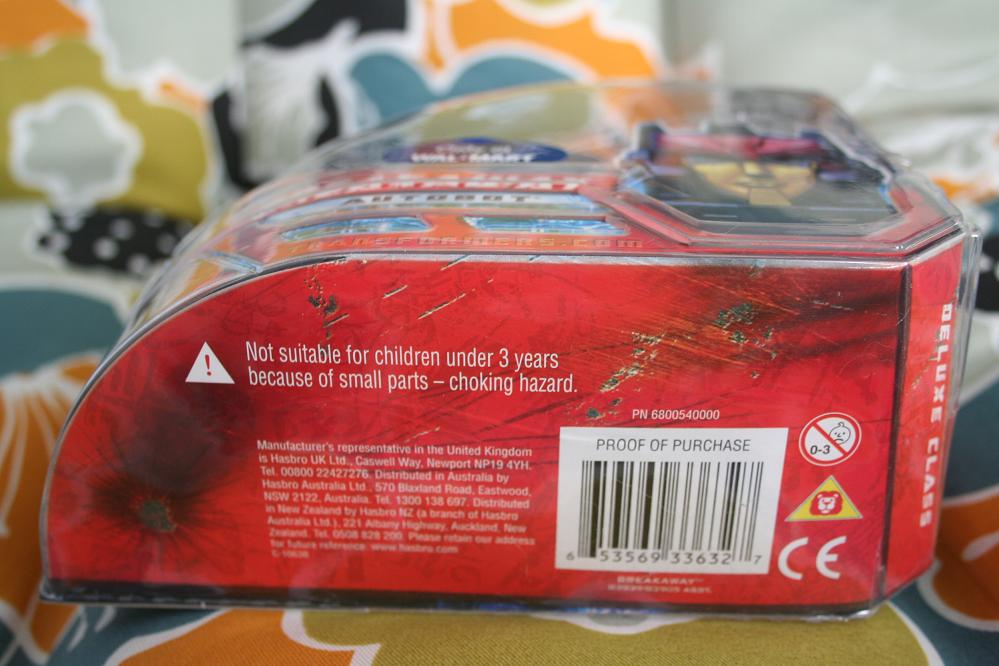 WAL★MART
AUTOBOT
TRANSFORMERS.COM
DELUXE CLASS
Not suitable for children under 3 years
because of small parts – choking hazard.
PN 6800540000
Manufacturer's representative in the United Kingdom
is Hasbro UK Ltd., Caswell Way, Newport NP19 4YH.
Tel. 00800 22427276. Distributed in Australia by
Hasbro Australia Ltd., 570 Blaxland Road, Eastwood,
NSW 2122, Australia. Tel. 1300 138 697. Distributed
in New Zealand by Hasbro NZ (a branch of Hasbro
Australia Ltd.), 221 Albany Highway, Auckland, New
Zealand. Tel. 0508 828 200. Please retain our address
for future reference. www.hasbro.com
PROOF OF PURCHASE
6 53569 33632 7
0-3
CE
BREAKAWAY™
ASST.